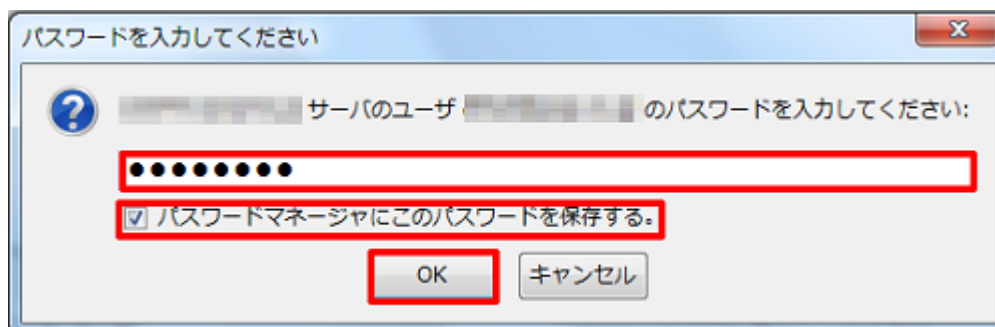 パスワードを入力してください
サーバのユーザ のパスワードを入力してください:
●●●●●●●●
パスワードマネージャにこのパスワードを保存する。
OK キャンセル